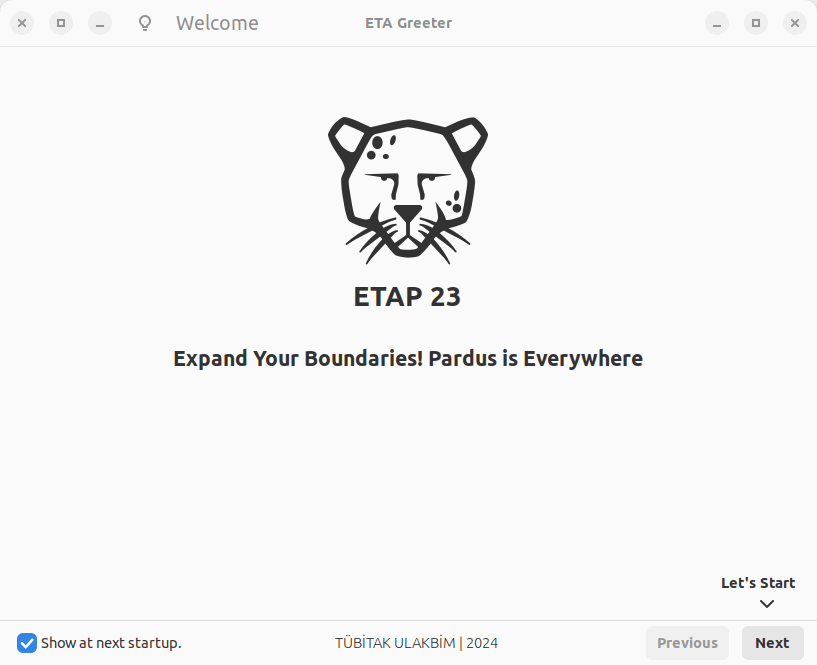 Welcome
ETA Greeter
ETAP 23
Expand Your Boundaries! Pardus is Everywhere
Let's Start
Show at next startup.
TÜBİTAK ULAKBİM | 2024
Previous
Next